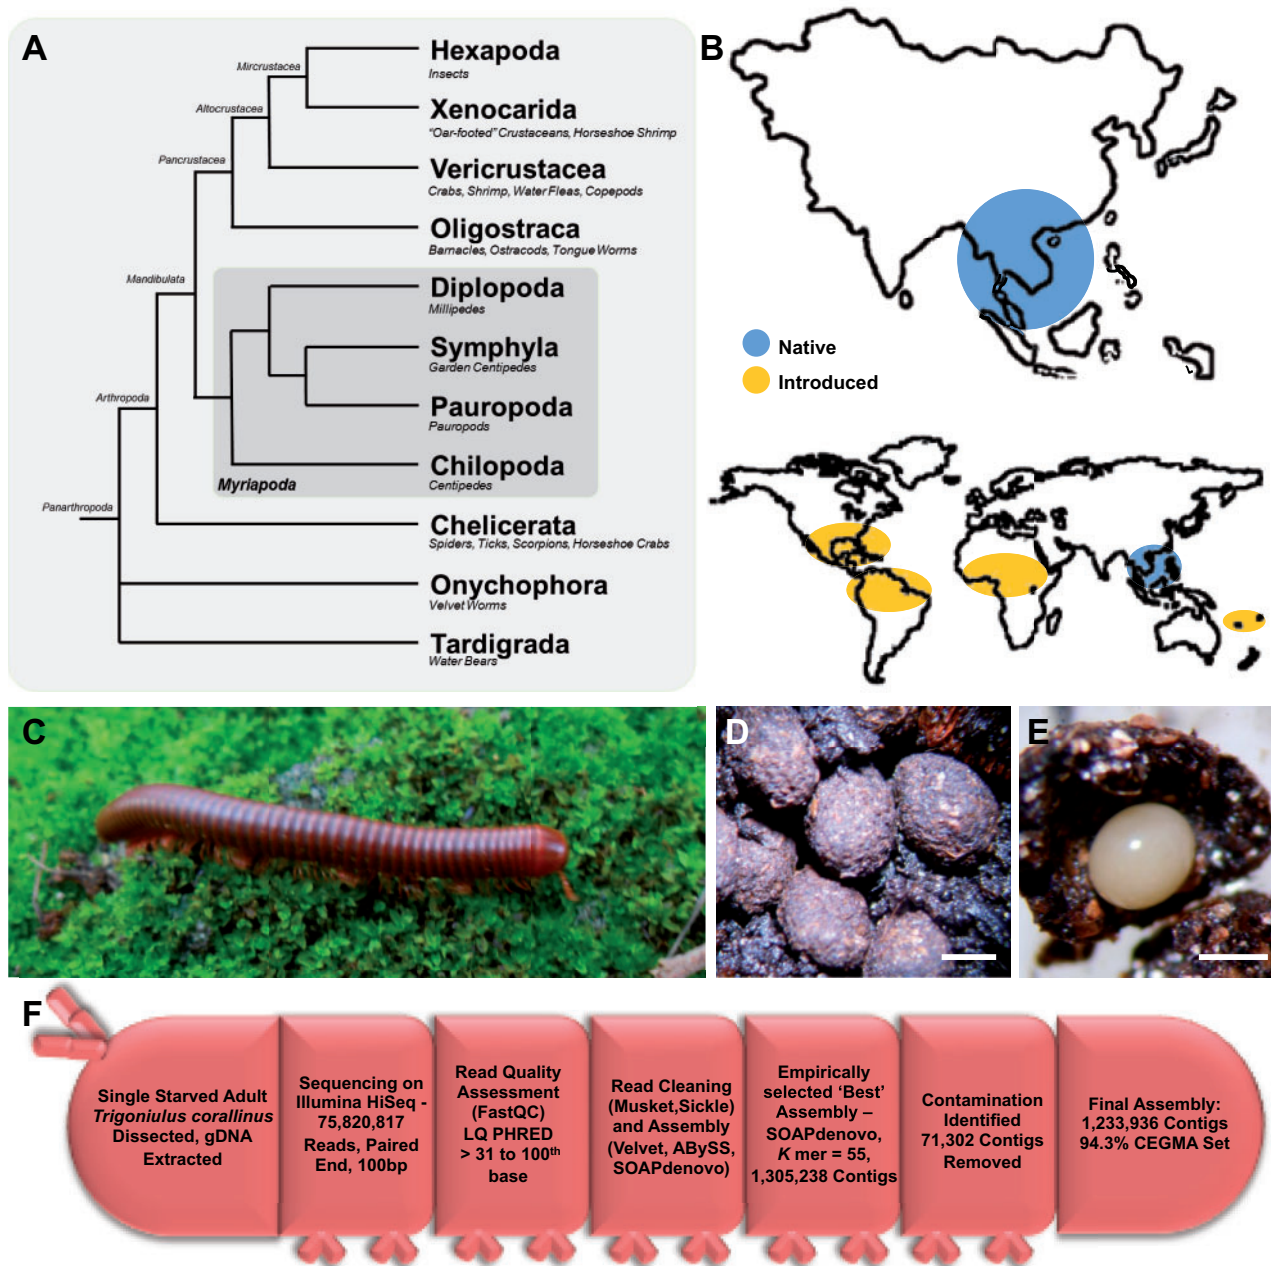 A
Mircrustacea
Hexapoda
Insects
Altocrustacea
Xenocarida
"Oar-footed" Crustaceans, Horseshoe Shrimp
Pancrustacea
Vericrustacea
Crabs, Shrimp, Water Fleas, Copepods
Oligostraca
Barnacles, Ostracods, Tongue Worms
Mandibulata
Diplopoda
Millipedes
Symphyla
Garden Centipedes
Arthropoda
Pauropoda
Pauropods
Chilopoda
Centipedes
Myriapoda
Panarthropoda
Chelicerata
Spiders, Ticks, Scorpions, Horseshoe Crabs
Onychophora
Velvet Worms
Tardigrada
Water Bears
B
Native
Introduced
C
D
E
F
Single Starved Adult
Trigoniulus corallinus
Dissected, gDNA
Extracted
Sequencing on
Illumina HiSeq -
75,820,817
Reads, Paired
End, 100bp
Read Quality
Assessment
(FastQC)
LQ PHRED
> 31 to 100th
base
Read Cleaning
(Musket,Sickle)
and Assembly
(Velvet, ABySS,
SOAPdenovo)
Empirically
selected 'Best'
Assembly –
SOAPdenovo,
K mer = 55,
1,305,238 Contigs
Contamination
Identified
71,302 Contigs
Removed
Final Assembly:
1,233,936 Contigs
94.3% CEGMA Set